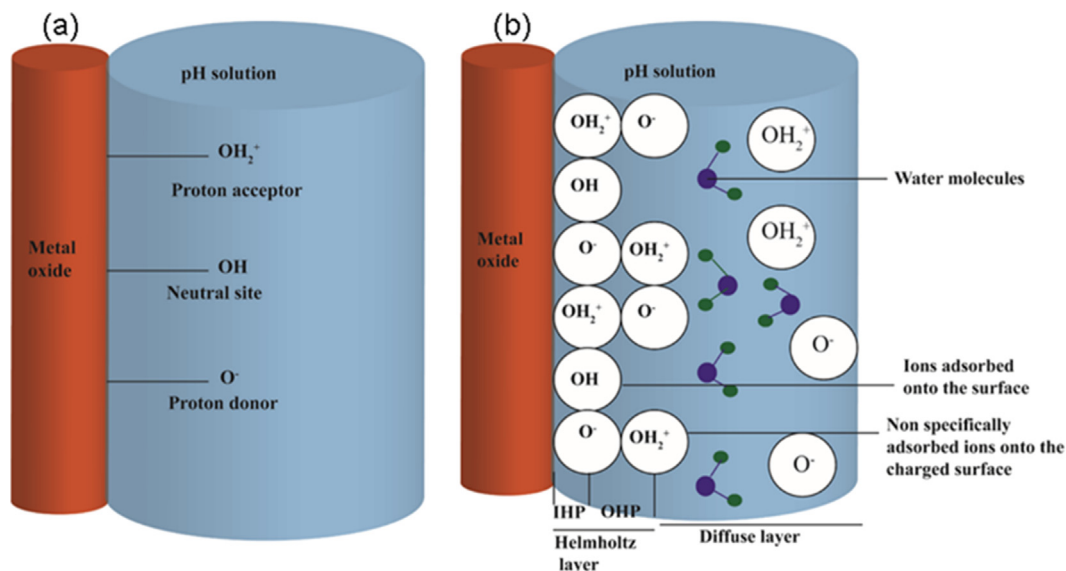 (a)
pH solution
OH₂⁺
Proton acceptor
Metal
oxide
OH
Neutral site
O⁻
Proton donor
(b)
pH solution
OH₂⁺ O⁻ OH₂⁺
OH
Water molecules
Metal
oxide
O⁻ OH₂⁺ OH₂⁺
OH₂⁺ O⁻ O⁻
OH
Ions adsorbed
onto the surface
O⁻ OH₂⁺ O⁻
Non specifically
adsorbed ions onto the
charged surface
IHP OHP
Helmholtz
layer
Diffuse layer